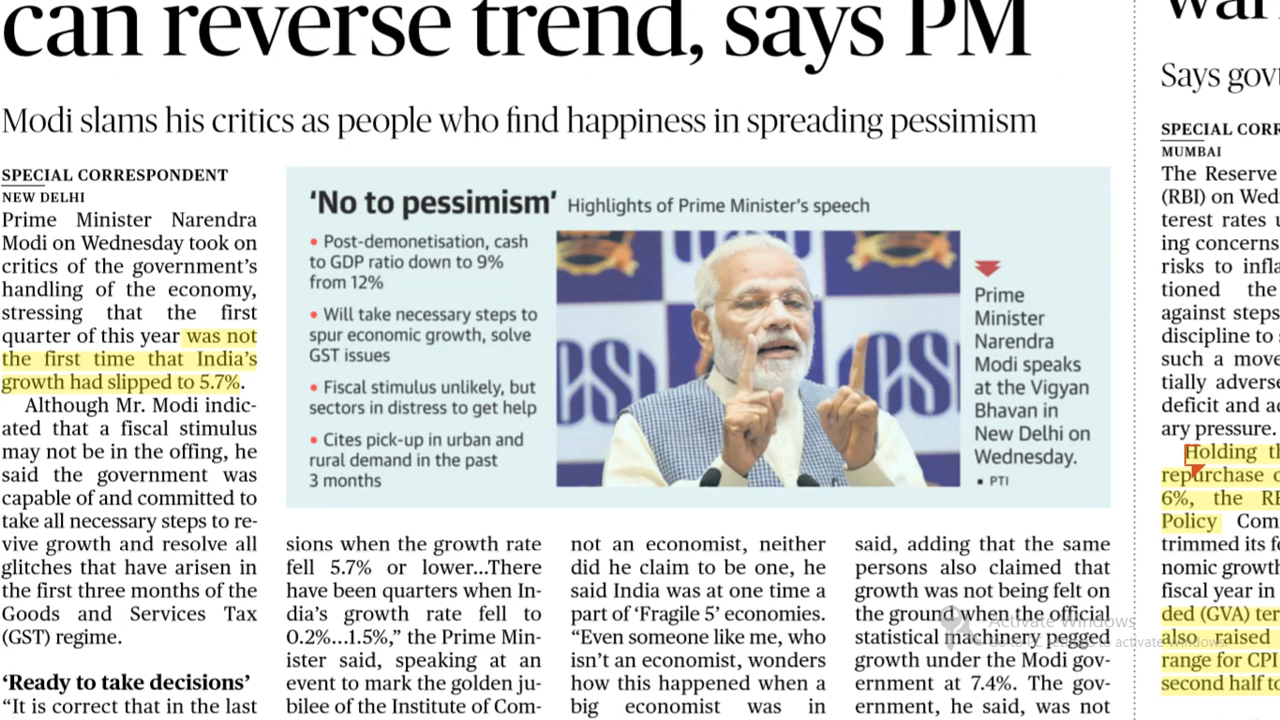 can reverse trend, says PM
Modi slams his critics as people who find happiness in spreading pessimism
SPECIAL CORRESPONDENT
NEW DELHI
Prime Minister Narendra
Modi on Wednesday took on
critics of the government’s
handling of the economy,
stressing that the first
quarter of this year was not
the first time that India’s
growth had slipped to 5.7%.
Although Mr. Modi indic-
ated that a fiscal stimulus
may not be in the offing, he
said the government was
capable of and committed to
take all necessary steps to re-
vive growth and resolve all
glitches that have arisen in
the first three months of the
Goods and Services Tax
(GST) regime.
‘Ready to take decisions’
“It is correct that in the last
‘No to pessimism’ Highlights of Prime Minister’s speech
• Post-demonetisation, cash
to GDP ratio down to 9%
from 12%
• Will take necessary steps to
spur economic growth, solve
GST issues
• Fiscal stimulus unlikely, but
sectors in distress to get help
• Cites pick-up in urban and
rural demand in the past
3 months
Prime
Minister
Narendra
Modi speaks
at the Vigyan
Bhavan in
New Delhi on
Wednesday.
▪ PTI
sions when the growth rate
fell 5.7% or lower...There
have been quarters when In-
dia’s growth rate fell to
0.2%...1.5%,” the Prime Min-
ister said, speaking at an
event to mark the golden ju-
bilee of the Institute of Com-
not an economist, neither
did he claim to be one, he
said India was at one time a
part of ‘Fragile 5’ economies.
“Even someone like me, who
isn’t an economist, wonders
how this happened when a
big economist was in
said, adding that the same
persons also claimed that
growth was not being felt on
the ground when the official
statistical machinery pegged
growth under the Modi gov-
ernment at 7.4%. The gov-
ernment, he said, was not
Says gov
SPECIAL CORR
MUMBAI
The Reserve
(RBI) on Wed
terest rates u
ing concerns
risks to infla
tioned the
against steps
discipline to
such a move
tially adverse
deficit and a
ary pressure.
Holding th
repurchase o
6%, the RB
Policy Com
trimmed its fo
nomic growth
fiscal year in
ded (GVA) ter
also raised
range for CPI
second half to
Activate Windows